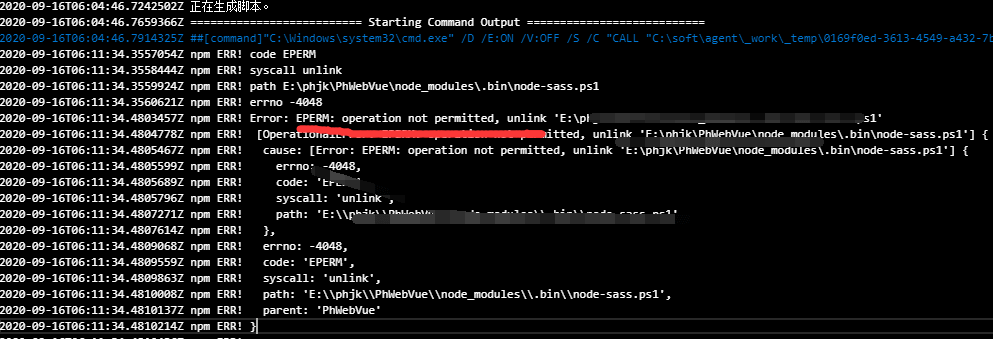 2020-09-16T06:04:46.7242502Z 正在生成脚本。
2020-09-16T06:04:46.7659366Z ========================== Starting Command Output ===========================
2020-09-16T06:04:46.7914325Z ##[command]"C:\Windows\system32\cmd.exe" /D /E:ON /V:OFF /S /C "CALL "C:\soft\agent\_work\_temp\0169f0ed-3613-4549-a432-7b
2020-09-16T06:11:34.3557054Z npm ERR! code EPERM
2020-09-16T06:11:34.3558444Z npm ERR! syscall unlink
2020-09-16T06:11:34.3559924Z npm ERR! path E:\phjk\PhWebVue\node_modules\.bin\node-sass.ps1
2020-09-16T06:11:34.3560621Z npm ERR! errno -4048
2020-09-16T06:11:34.4803457Z npm ERR! Error: EPERM: operation not permitted, unlink 'E:\ph ps1'
2020-09-16T06:11:34.4804778Z npm ERR! permitted, unlink 'E:\phjk\PhWebVue\node_modules\.bin\node-sass.ps1'] {
2020-09-16T06:11:34.4805467Z npm ERR! cause: [Error: EPERM: operation not permitted, unlink 'E:\phjk\PhWebVue\node_modules\.bin\node-sass.ps1'] {
2020-09-16T06:11:34.4805599Z npm ERR! errno: -4048,
2020-09-16T06:11:34.4805689Z npm ERR! code: 'EPERM',
2020-09-16T06:11:34.4805796Z npm ERR! syscall: 'unlink',
2020-09-16T06:11:34.4807271Z npm ERR! path: 'E:\\phjk\\PhWebVue\\node_modules\\.bin\\node-sass.ps1'
2020-09-16T06:11:34.4807614Z npm ERR! },
2020-09-16T06:11:34.4809068Z npm ERR! errno: -4048,
2020-09-16T06:11:34.4809559Z npm ERR! code: 'EPERM',
2020-09-16T06:11:34.4809863Z npm ERR! syscall: 'unlink',
2020-09-16T06:11:34.4810008Z npm ERR! path: 'E:\\phjk\\PhWebVue\\node_modules\\.bin\\node-sass.ps1',
2020-09-16T06:11:34.4810137Z npm ERR! parent: 'PhWebVue'
2020-09-16T06:11:34.4810214Z npm ERR! }